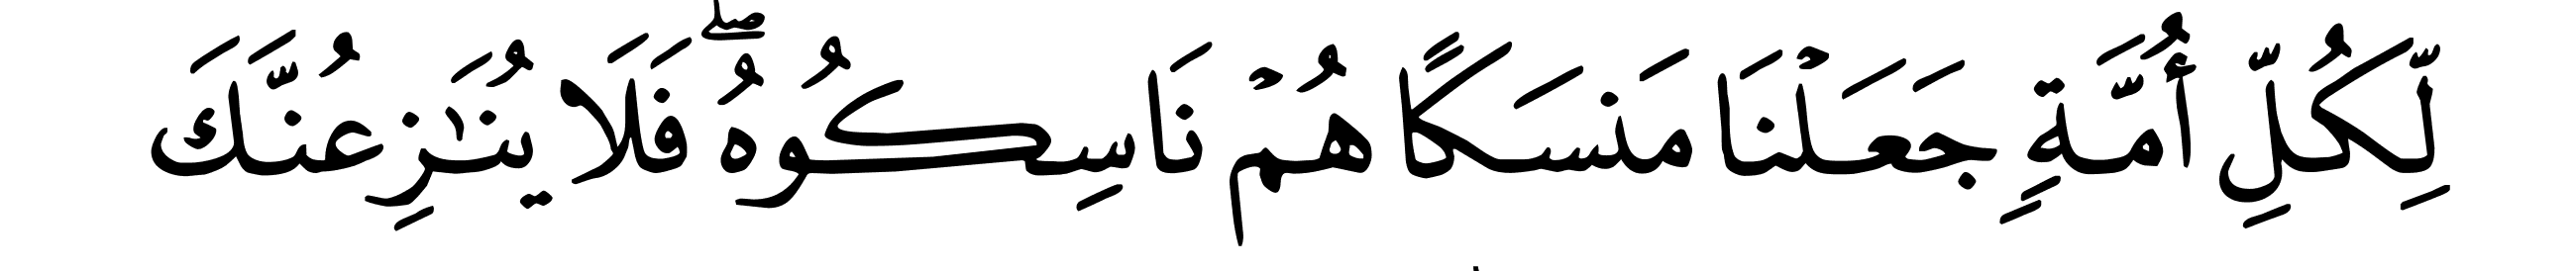 لِّكُلِّ أُمَّةٍ جَعَلْنَا مَنسَكًا هُمْ نَاسِكُوهُ ۖ فَلَا يُنَٰزِعُنَّكَ